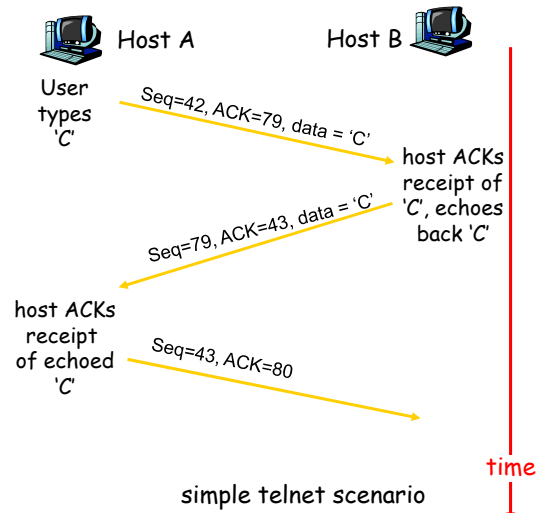 Host A
Host B
User
types
‘C’
Seq=42, ACK=79, data = ‘C’
host ACKs
receipt of
‘C’, echoes
back ‘C’
Seq=79, ACK=43, data = ‘C’
host ACKs
receipt
of echoed
‘C’
Seq=43, ACK=80
time
simple telnet scenario